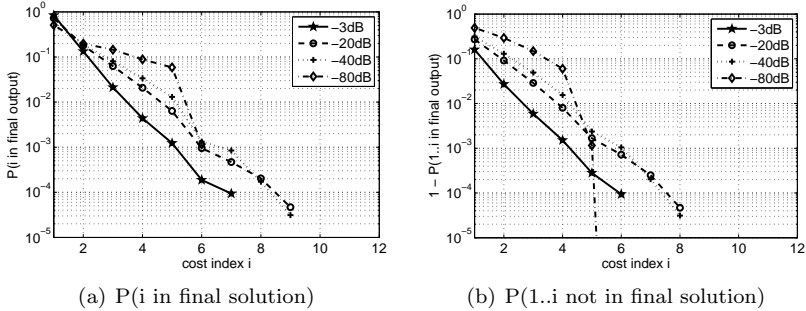 10^0
10^-1
10^-2
10^-3
10^-4
10^-5
P(i in final output)
2 4 6 8 10 12
cost index i
−3dB
−20dB
−40dB
−80dB
(a) P(i in final solution)
10^0
10^-1
10^-2
10^-3
10^-4
10^-5
1 − P(1..i in final output)
2 4 6 8 10 12
cost index i
−3dB
−20dB
−40dB
−80dB
(b) P(1..i not in final solution)